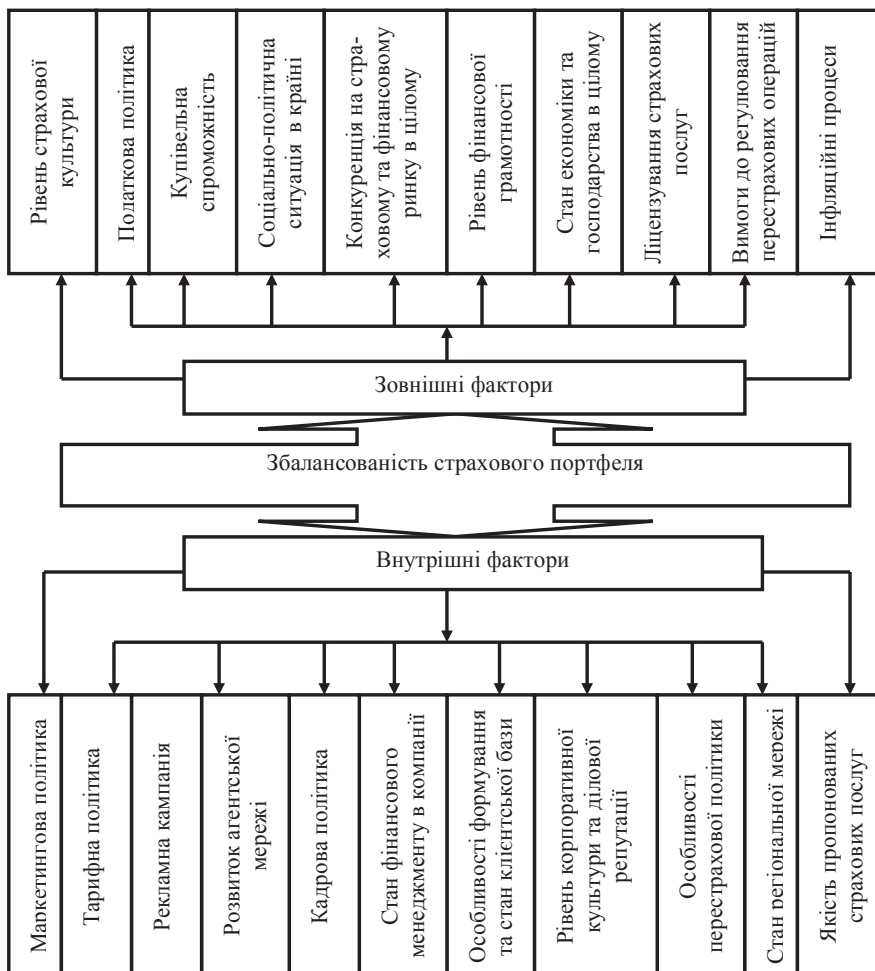 Рівень страхової
культури
Податкова політика
Купівельна
спроможність
Соціально-політична
ситуація в країні
Конкуренція на стра-
ховому та фінансовому
ринку в цілому
Рівень фінансової
грамотності
Стан економіки та
господарства в цілому
Ліцензування страхових
послуг
Вимоги до регулювання
перестрахових операцій
Інфляційні процеси
Зовнішні фактори
Збалансованість страхового портфеля
Внутрішні фактори
Маркетингова політика
Тарифна політика
Рекламна кампанія
Розвиток агентської
мережі
Кадрова політика
Стан фінансового
менеджменту в компанії
Особливості формування
та стан клієнтської бази
Рівень корпоративної
культури та ділової
репутації
Особливості
перестрахової політики
Стан регіональної мережі
Якість пропонованих
страхових послуг